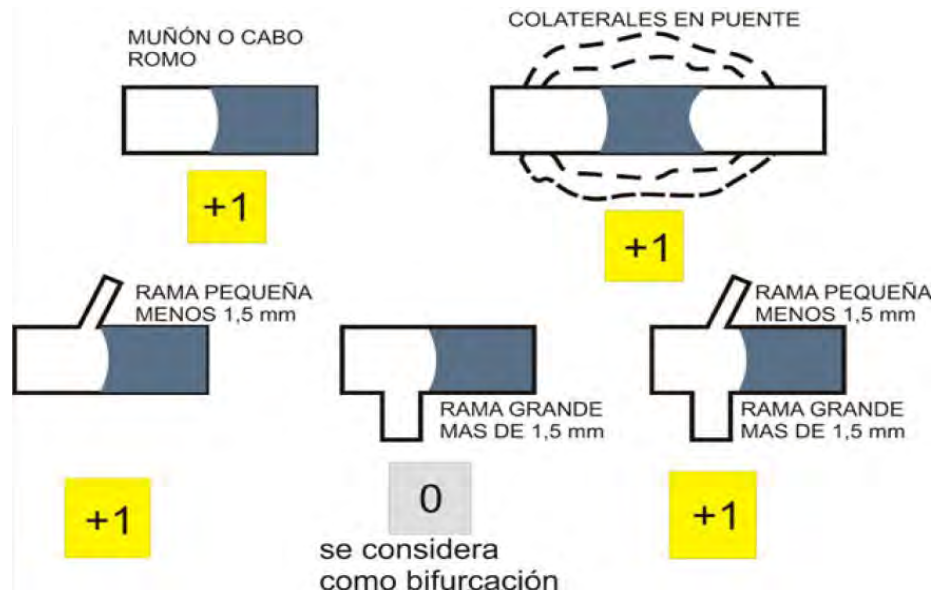 MUÑÓN O CABO
ROMO
+1
COLATERALES EN PUENTE
+1
RAMA PEQUEÑA
MENOS 1,5 mm
+1
RAMA GRANDE
MAS DE 1,5 mm
0
se considera
como bifurcación
RAMA PEQUEÑA
MENOS 1,5 mm
RAMA GRANDE
MAS DE 1,5 mm
+1